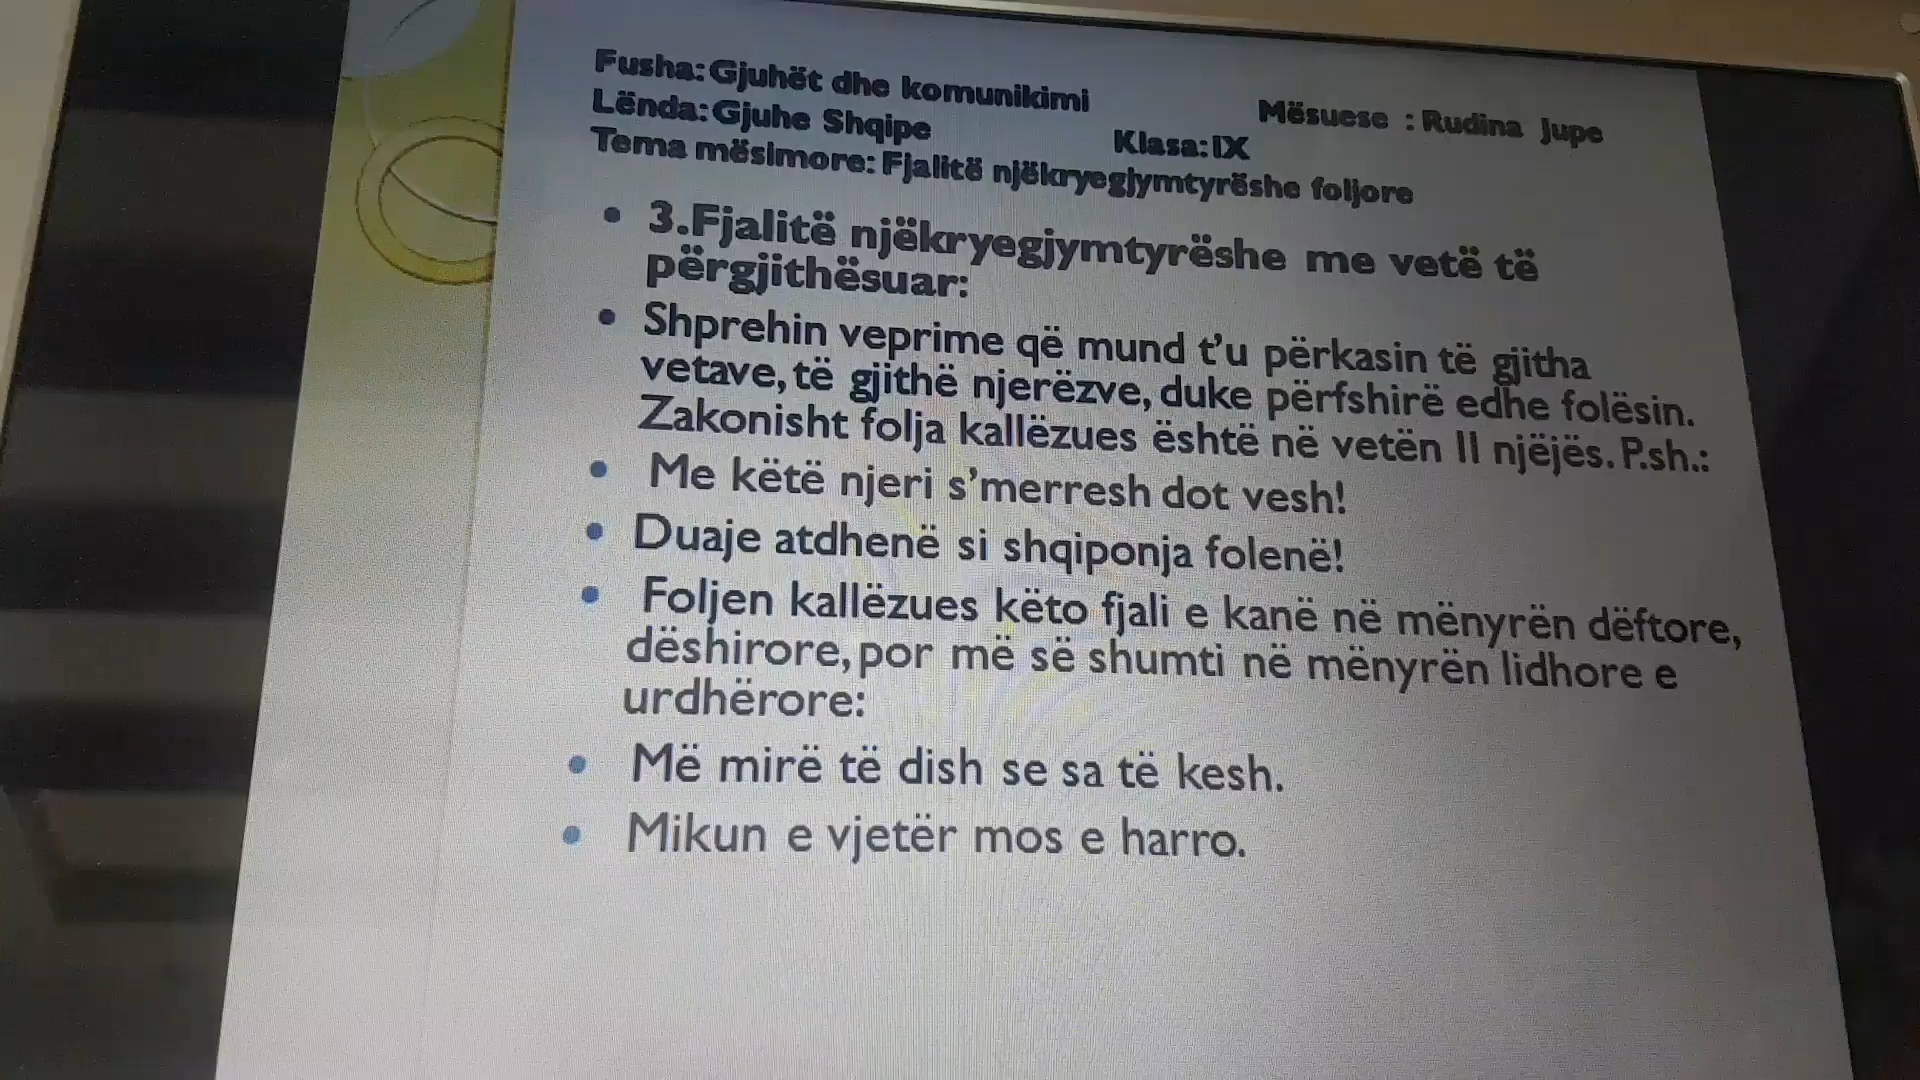 Fusha: Gjuhët dhe komunikimi
Mësuese : Rudina Jupe
Lënda: Gjuhe Shqipe
Klasa: IX
Tema mësimore: Fjalitë njëkryegjymtyrëshe foljore
• 3.Fjalitë njëkryegjymtyrëshe me vetë të
përgjithësuar:
• Shprehin veprime që mund t'u përkasin të gjitha
vetave, të gjithë njerëzve, duke përfshirë edhe folësin.
Zakonisht folja kallëzues është në vetën II njëjës. P.sh.:
• Me këtë njeri s'merresh dot vesh!
• Duaje atdhenë si shqiponja folenë!
• Foljen kallëzues këto fjali e kanë në mënyrën dëftore,
dëshirore, por më së shumti në mënyrën lidhore e
urdhërore:
• Më mirë të dish se sa të kesh.
• Mikun e vjetër mos e harro.